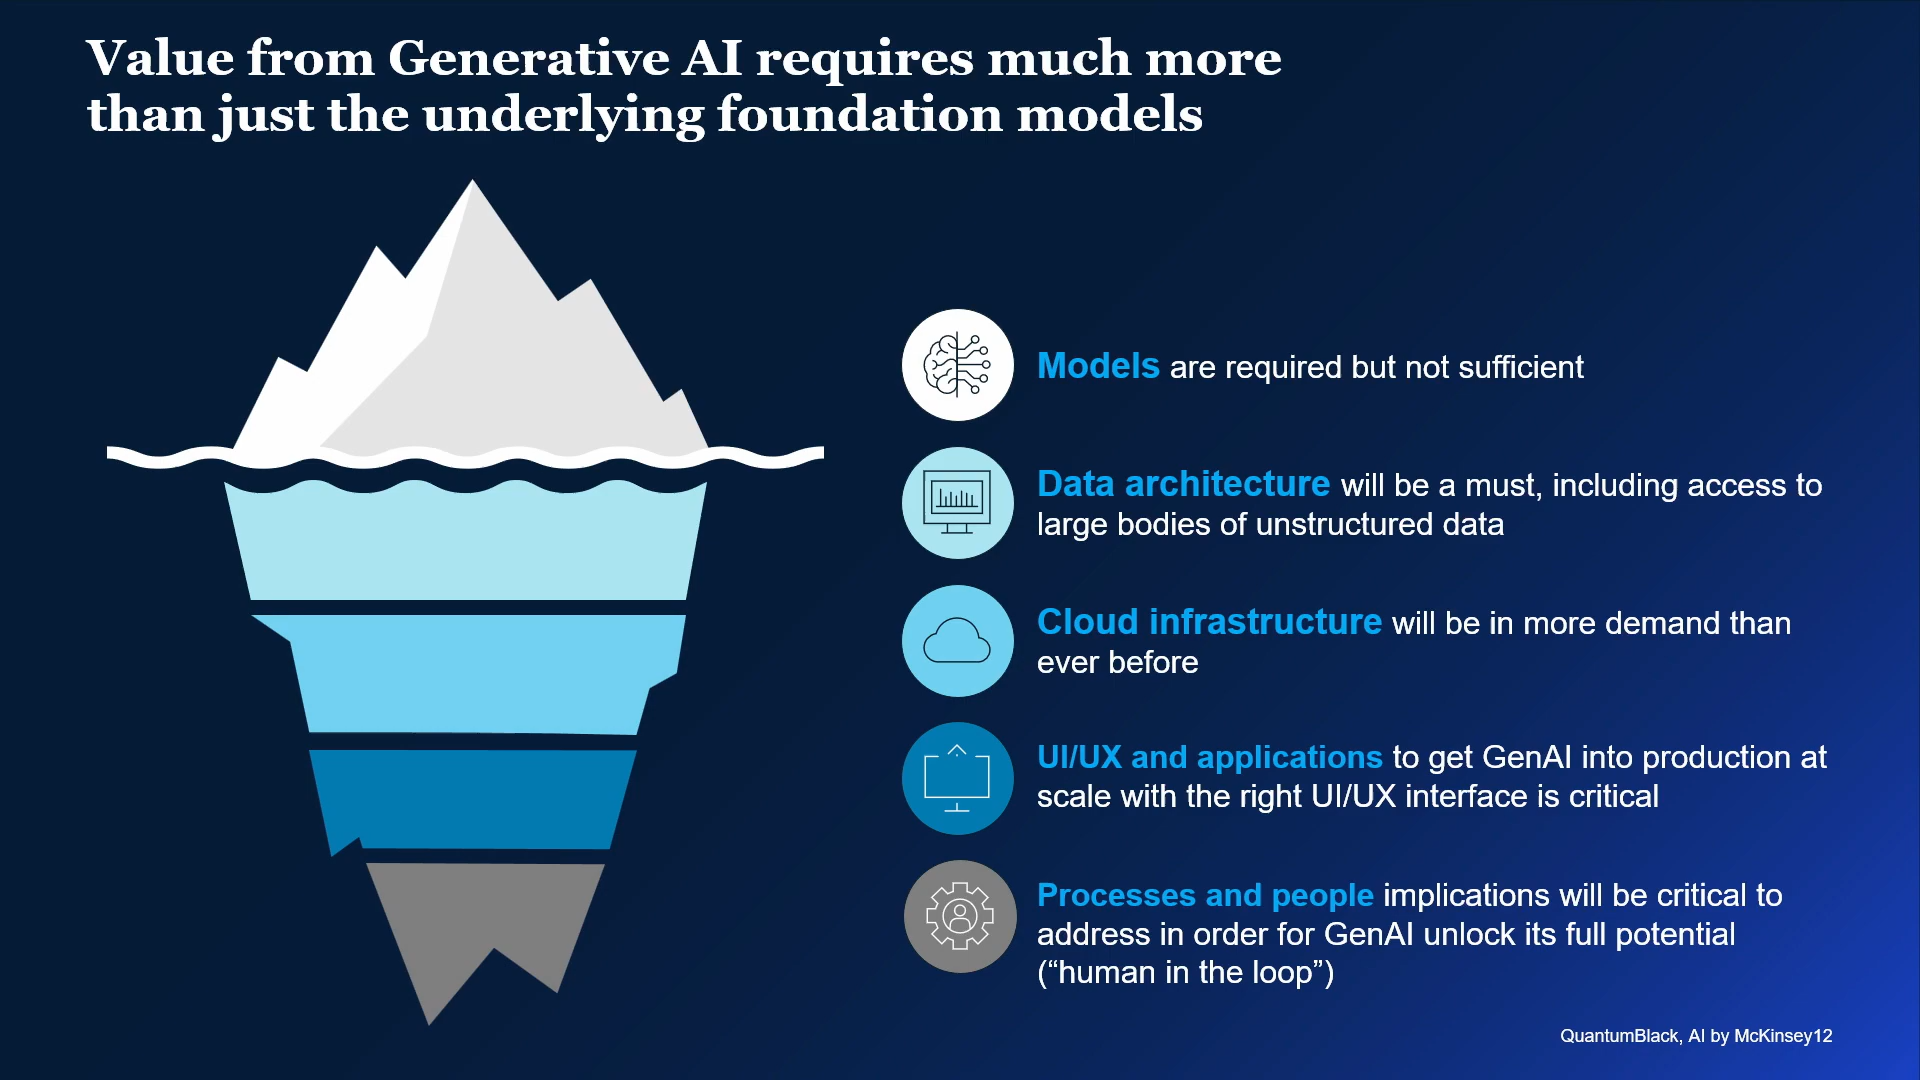 Value from Generative AI requires much more
than just the underlying foundation models
Models are required but not sufficient
Data architecture will be a must, including access to
large bodies of unstructured data
Cloud infrastructure will be in more demand than
ever before
UI/UX and applications to get GenAI into production at
scale with the right UI/UX interface is critical
Processes and people implications will be critical to
address in order for GenAI unlock its full potential
(“human in the loop”)
QuantumBlack, AI by McKinsey12